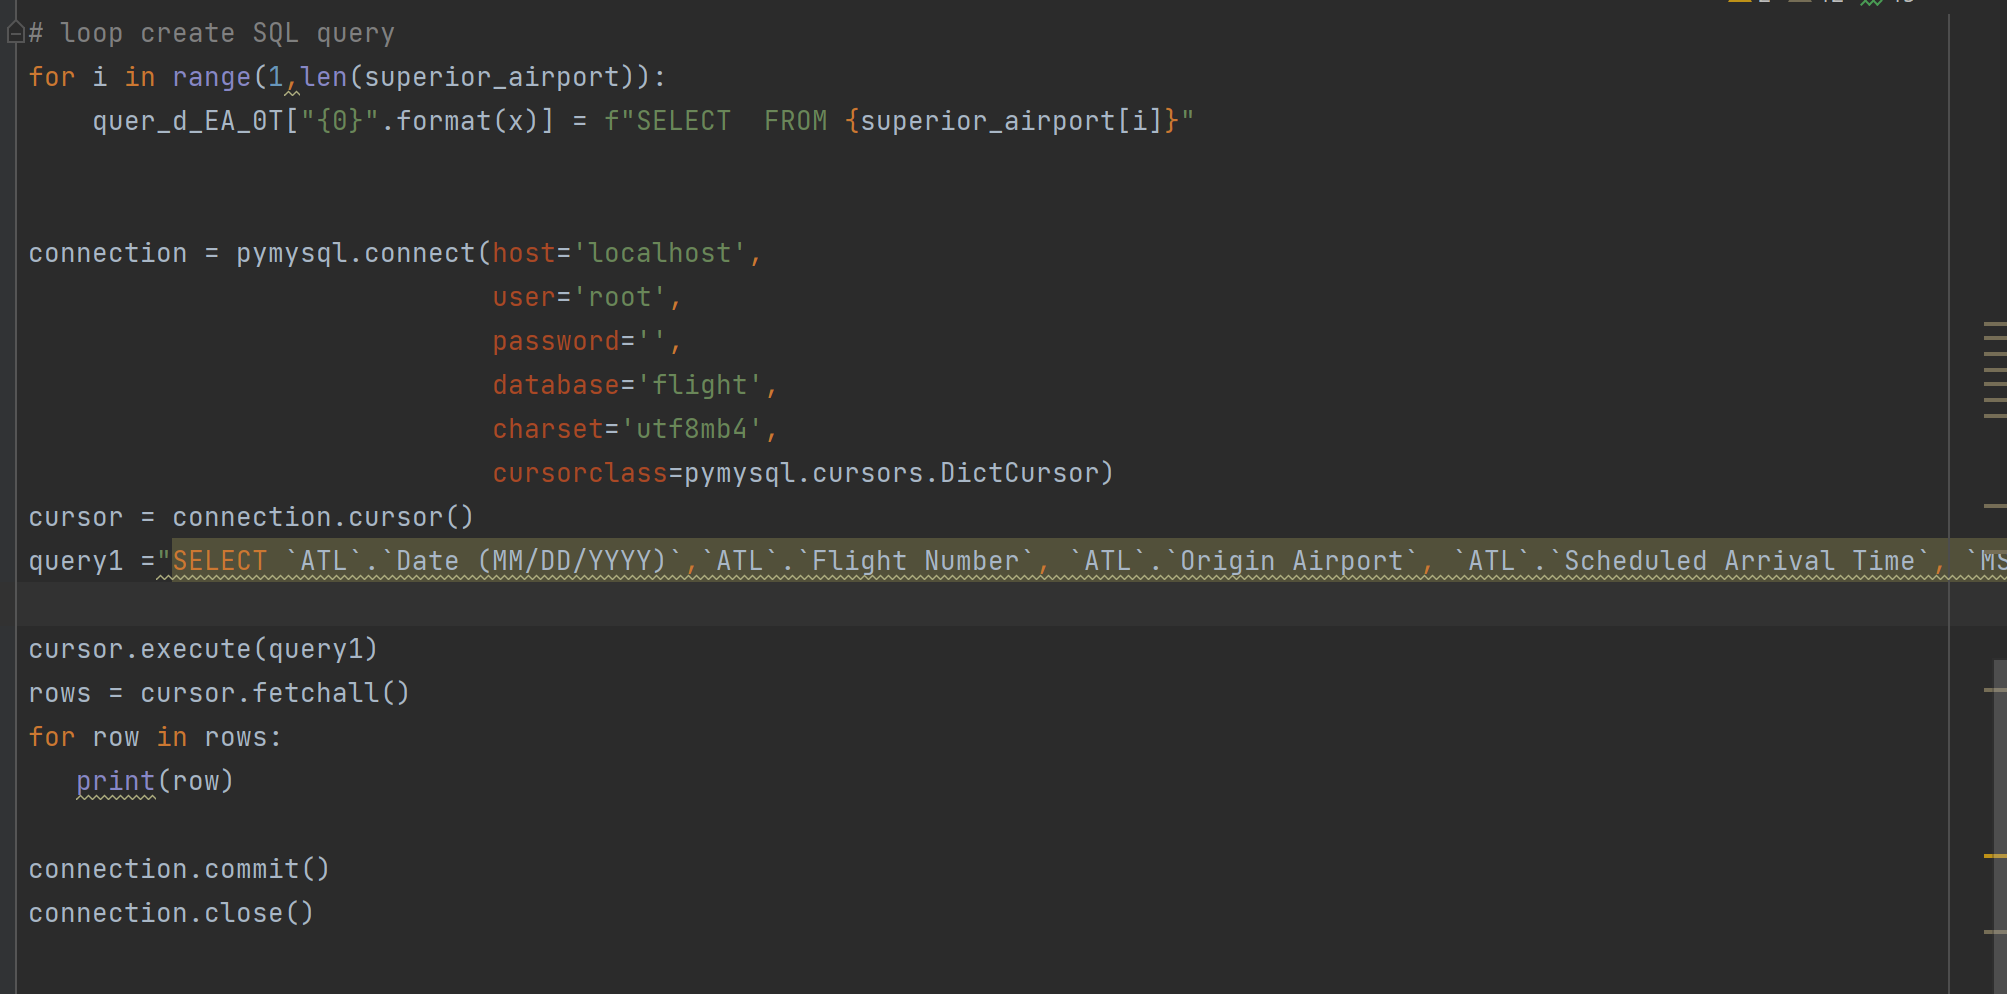 # loop create SQL query
for i in range(1,len(superior_airport)):
    quer_d_EA_0T["{0}".format(x)] = f"SELECT  FROM {superior_airport[i]}"
connection = pymysql.connect(host='localhost',
                             user='root',
                             password='',
                             database='flight',
                             charset='utf8mb4',
                             cursorclass=pymysql.cursors.DictCursor)
cursor = connection.cursor()
query1 ="SELECT `ATL`.`Date (MM/DD/YYYY)`,`ATL`.`Flight Number`, `ATL`.`Origin Airport`, `ATL`.`Scheduled Arrival Time`, `MS
cursor.execute(query1)
rows = cursor.fetchall()
for row in rows:
   print(row)
connection.commit()
connection.close()